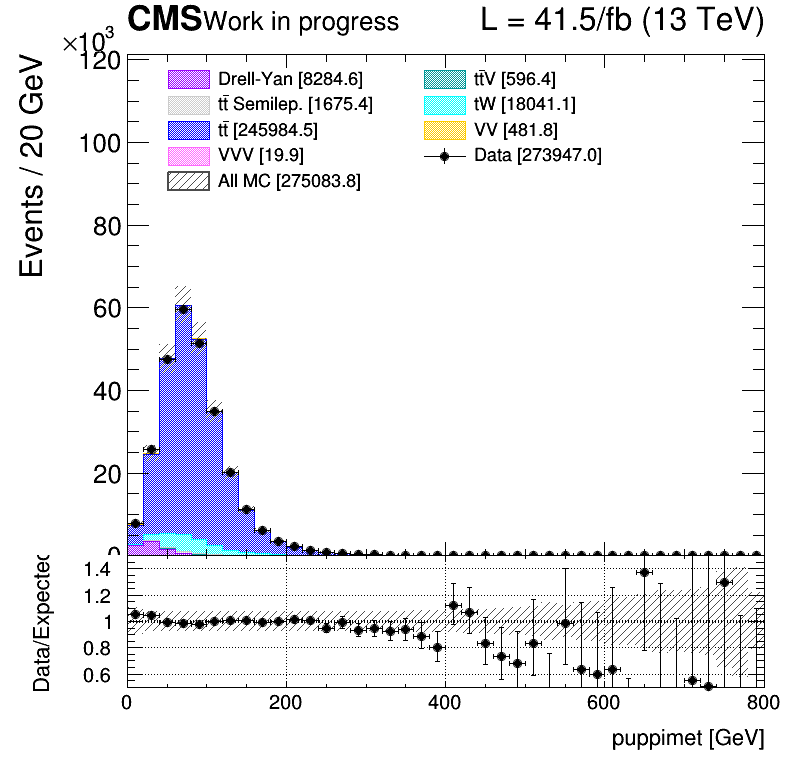 CMS Work in progress L = 41.5/fb (13 TeV)
×10³
Events / 20 GeV
120
100
80
60
40
20
0
Drell-Yan [8284.6]
tt̄ Semilep. [1675.4]
tt̄ [245984.5]
VVV [19.9]
All MC [275083.8]
tt̄V [596.4]
tW [18041.1]
VV [481.8]
Data [273947.0]
Data/Expected
1.4
1.2
1
0.8
0.6
0 200 400 600 800
puppimet [GeV]